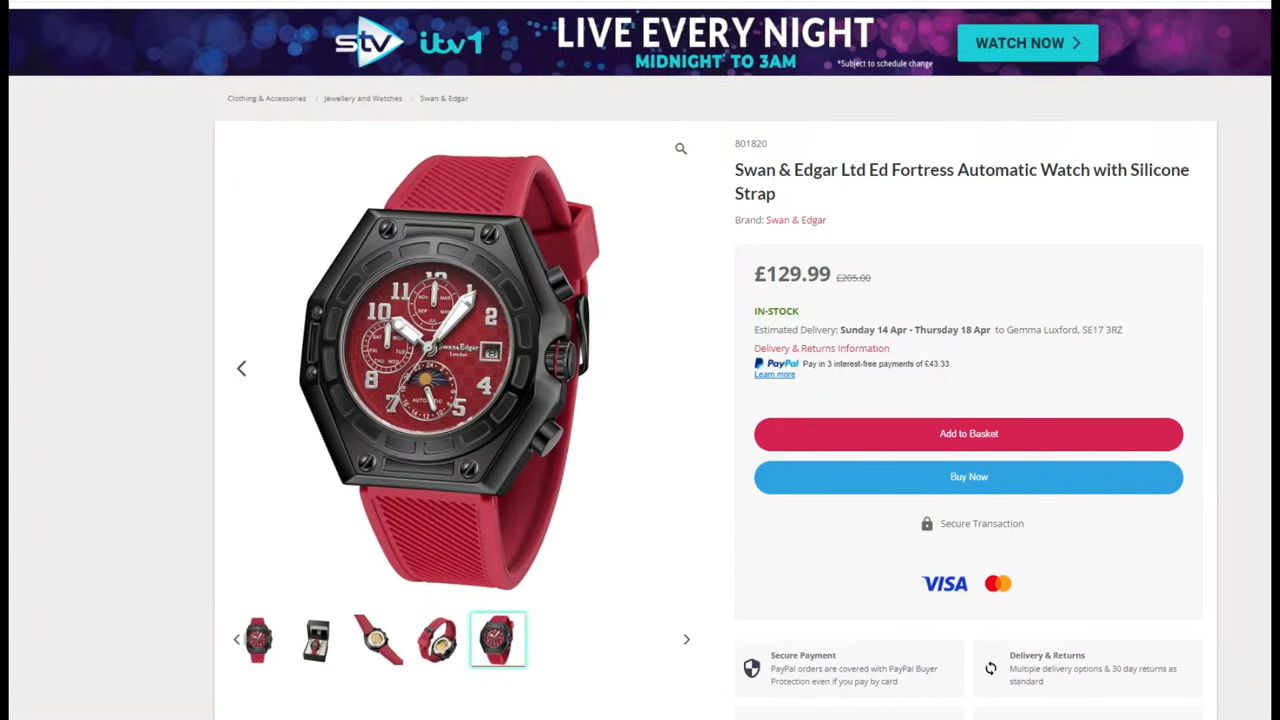 stv itv1 LIVE EVERY NIGHT
MIDNIGHT TO 3AM
*Subject to schedule change
WATCH NOW
Clothing & Accessories / Jewellery and Watches / Swan & Edgar
801820
Swan & Edgar Ltd Ed Fortress Automatic Watch with Silicone
Strap
Brand: Swan & Edgar
£129.99 £205.00
IN-STOCK
Estimated Delivery: Sunday 14 Apr - Thursday 18 Apr to Gemma Luxford, SE17 3RZ
Delivery & Returns Information
PayPal Pay in 3 interest-free payments of £43.33.
Learn more
Add to Basket
Buy Now
Secure Transaction
VISA
Secure Payment
PayPal orders are covered with PayPal Buyer
Protection even if you pay by card
Delivery & Returns
Multiple delivery options & 30 day returns as
standard
11
10
8
7
1
2
4
5
Swan & Edgar
London
AUTOMATIC